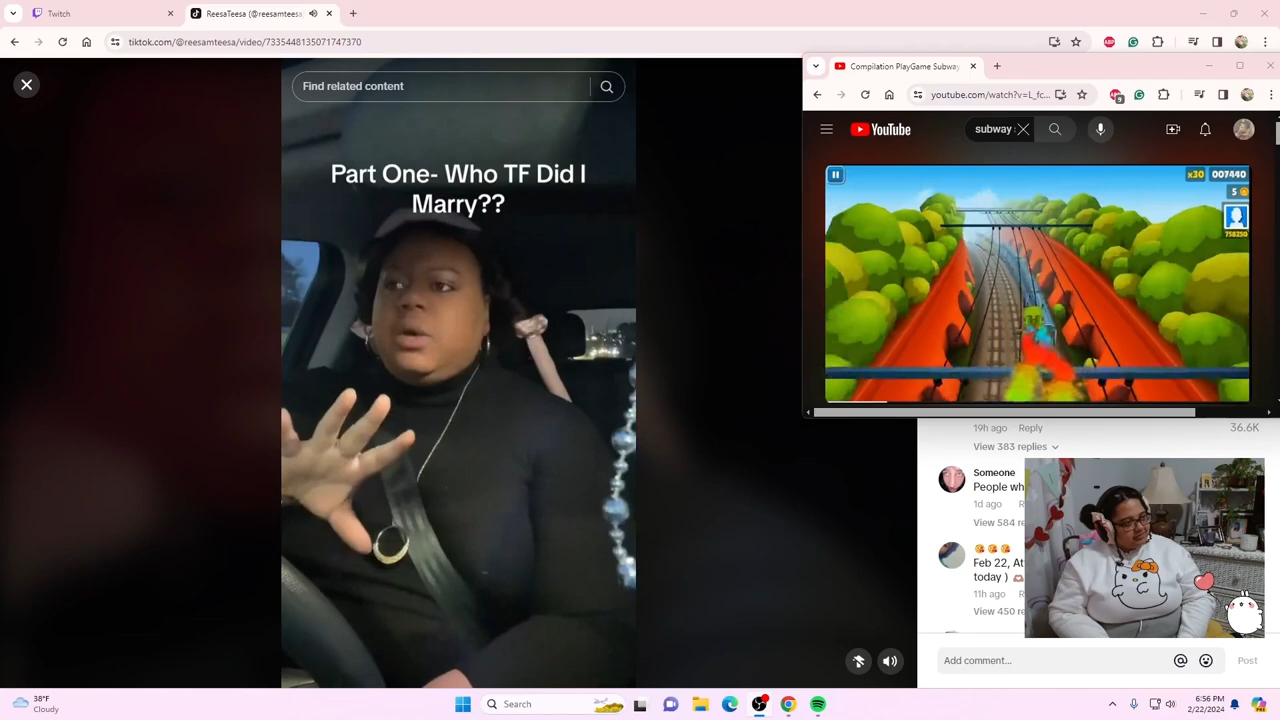 Twitch
ReesaTeesa (@reesamteesa
tiktok.com/@reesamteesa/video/7335448135071747370
Find related content
Part One- Who TF Did I
Marry??
Compilation PlayGame Subway
youtube.com/watch?v=L_fc...
YouTube
subway
x30 007440
5
758250
19h ago Reply 36.6K
View 383 replies
Someone
People wh
1d ago
View 584 re
Feb 22, At
today )
11h ago
View 450 re
Add comment...
Post
38°F
Cloudy
Search
6:56 PM
2/22/2024